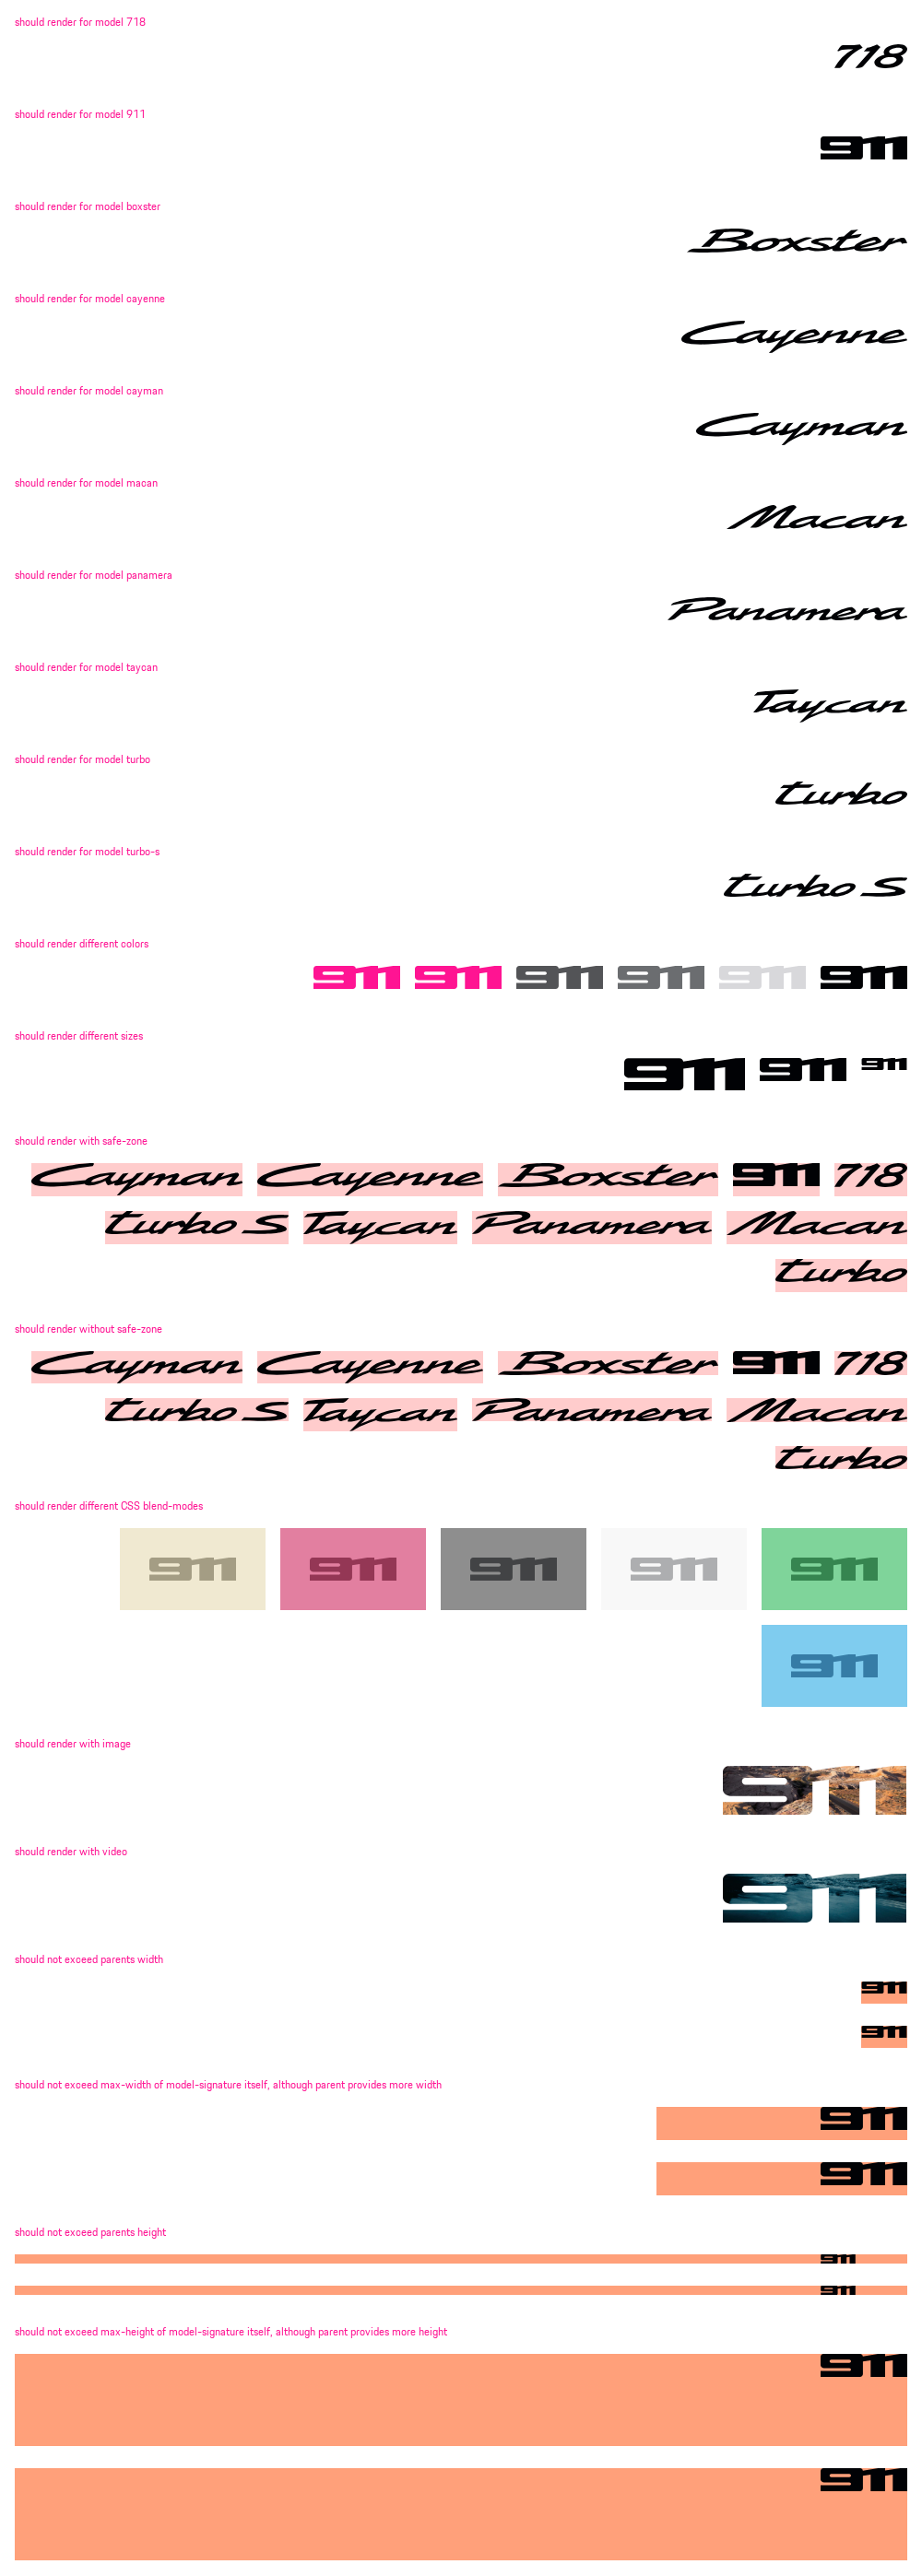 should render for model 718
718
should render for model 911
911
should render for model boxster
Boxster
should render for model cayenne
Cayenne
should render for model cayman
Cayman
should render for model macan
Macan
should render for model panamera
Panamera
should render for model taycan
Taycan
should render for model turbo
turbo
should render for model turbo-s
turbo S
should render different colors
911 911 911 911 911 911
should render different sizes
911 911 911
should render with safe-zone
Cayman Cayenne Boxster 911 718
turbo S Taycan Panamera Macan
turbo
should render without safe-zone
Cayman Cayenne Boxster 911 718
turbo S Taycan Panamera Macan
turbo
should render different CSS blend-modes
911 911 911 911 911
911
should render with image
911
should render with video
911
should not exceed parents width
911
911
should not exceed max-width of model-signature itself, although parent provides more width
911
911
should not exceed parents height
911
911
should not exceed max-height of model-signature itself, although parent provides more height
911
911